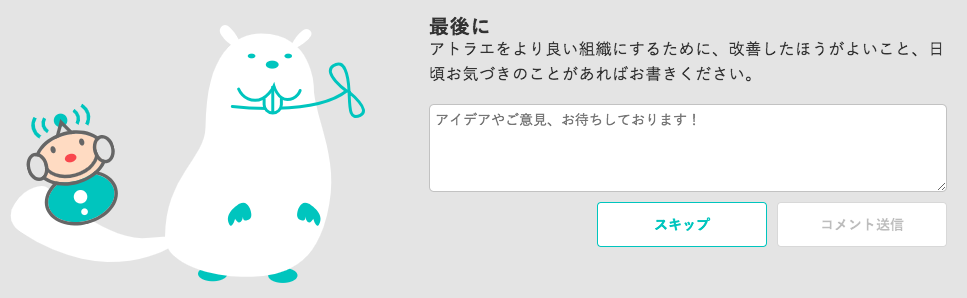 最後に
アトラエをより良い組織にするために、改善したほうがよいこと、日
頃お気づきのことがあればお書きください。
アイデアやご意見、お待ちしております！
スキップ
コメント送信